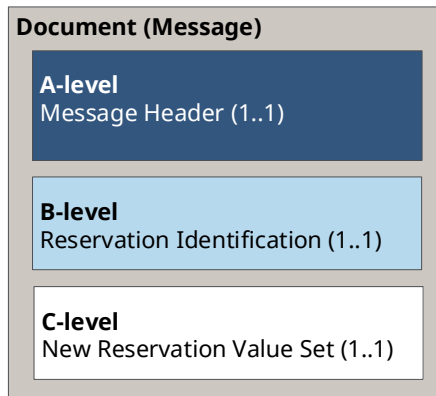 Document (Message)
A-level
Message Header (1..1)
B-level
Reservation Identification (1..1)
C-level
New Reservation Value Set (1..1)